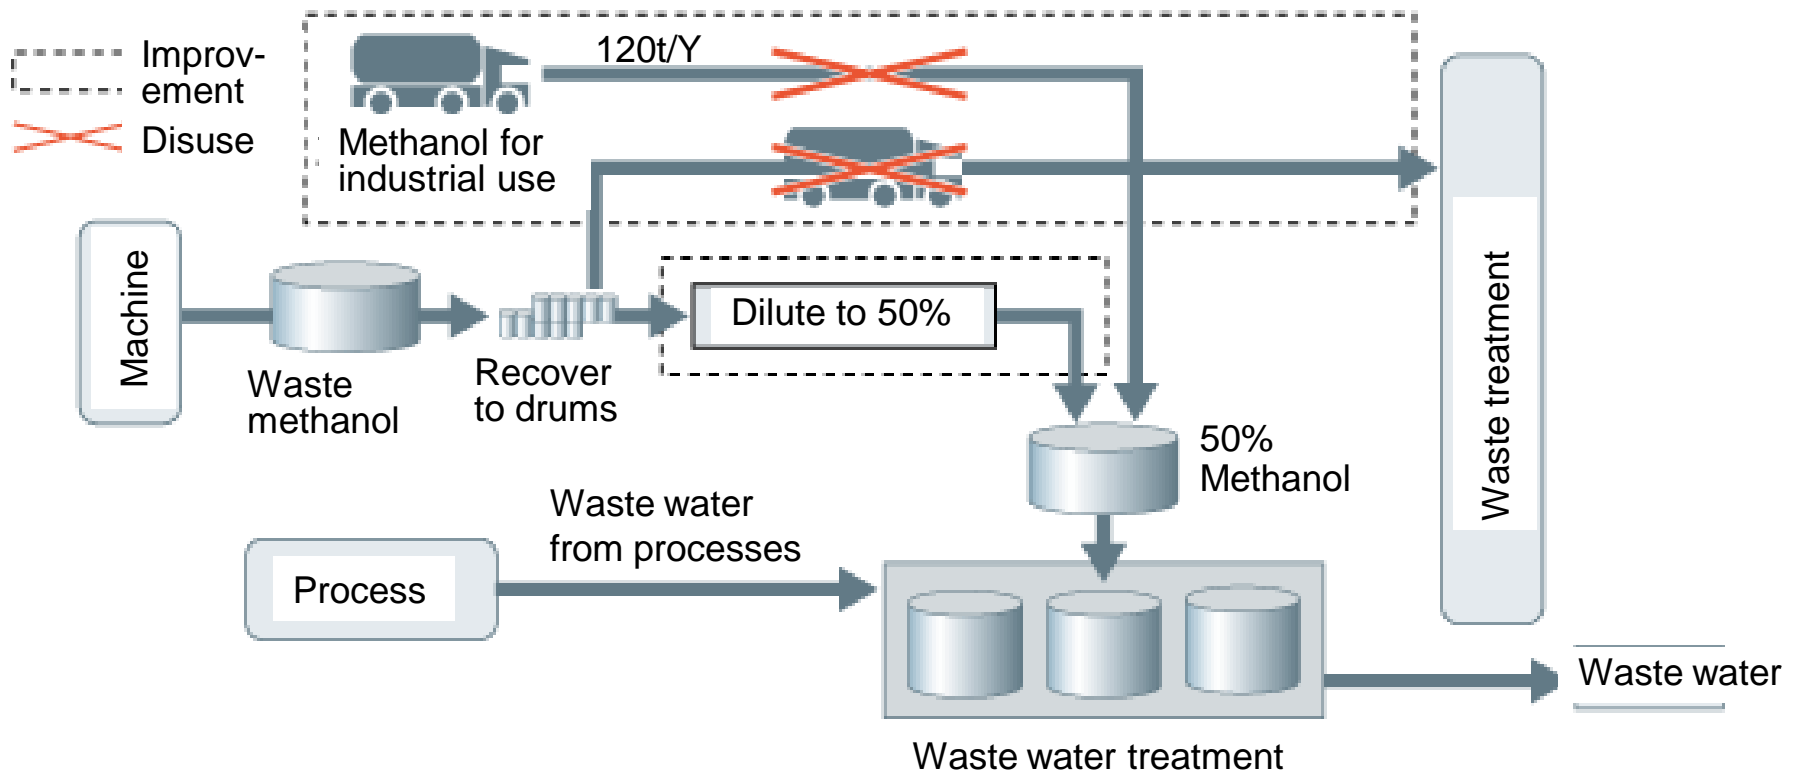 Improv-
ement
Disuse
120t/Y
Methanol for
industrial use
Machine
Waste
methanol
Recover
to drums
Dilute to 50%
50%
Methanol
Waste treatment
Waste water
from processes
Process
Waste water treatment
Waste water